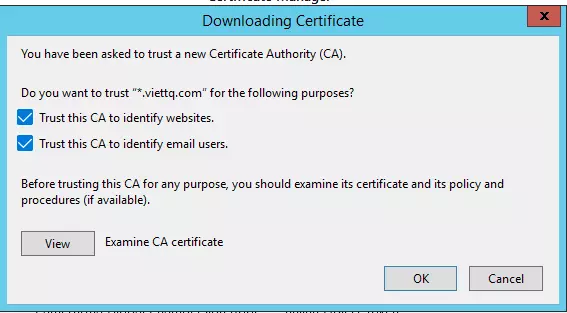 Downloading Certificate
You have been asked to trust a new Certificate Authority (CA).
Do you want to trust “*.viettq.com” for the following purposes?
Trust this CA to identify websites.
Trust this CA to identify email users.
Before trusting this CA for any purpose, you should examine its certificate and its policy and
procedures (if available).
View
Examine CA certificate
OK
Cancel